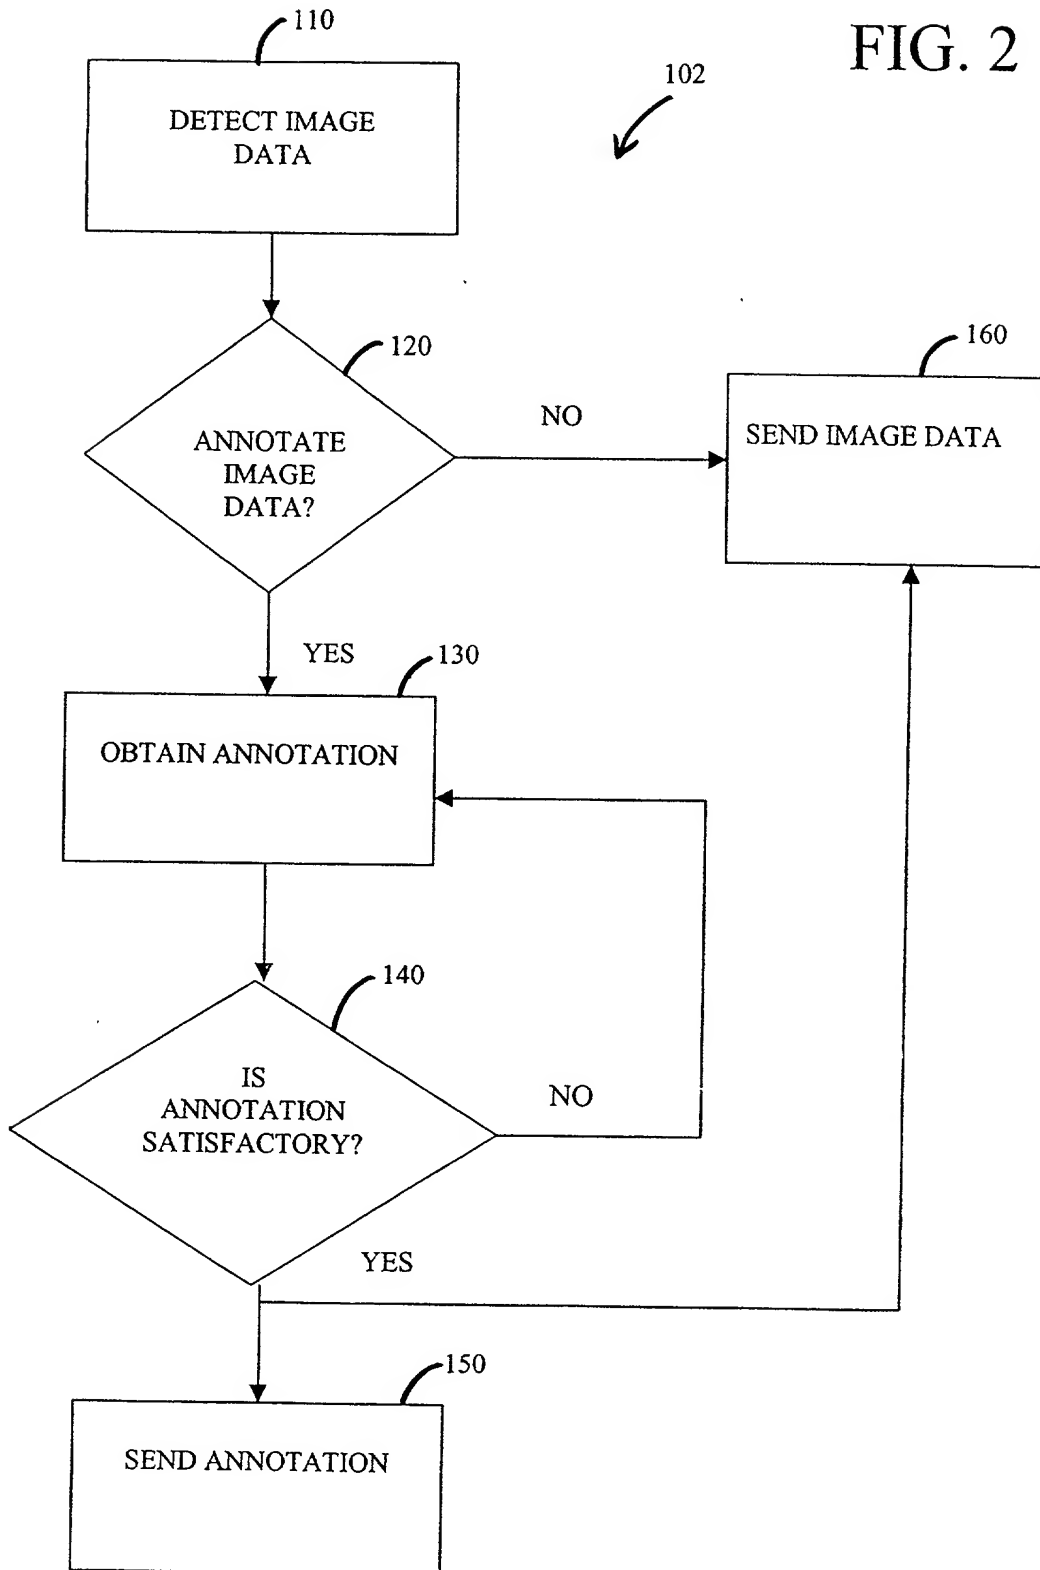 110
FIG. 2
102
DETECT IMAGE
DATA
120
160
NO
SEND IMAGE DATA
ANNOTATE
IMAGE
DATA?
YES
130
OBTAIN ANNOTATION
140
IS
ANNOTATION
SATISFACTORY?
NO
YES
150
SEND ANNOTATION